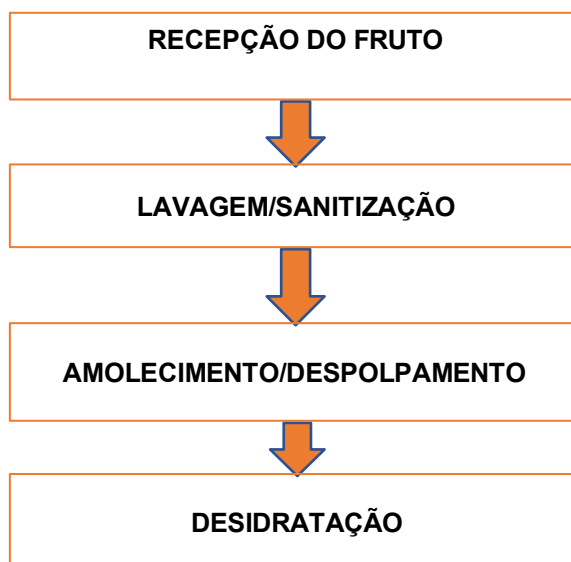 RECEPÇÃO DO FRUTO
LAVAGEM/SANITIZAÇÃO
AMOLECIMENTO/DESPOLPAMENTO
DESIDRATAÇÃO